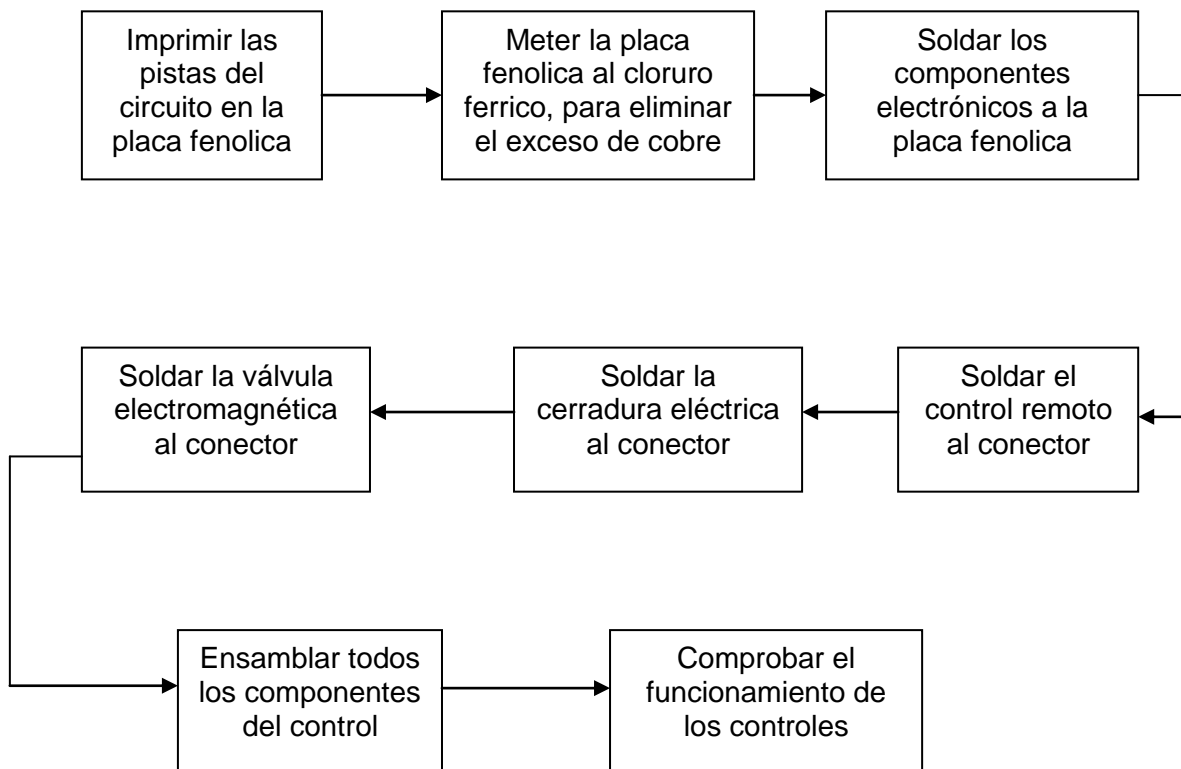 Imprimir las
pistas del
circuito en la
placa fenolica
Meter la placa
fenolica al cloruro
ferrico, para eliminar
el exceso de cobre
Soldar los
componentes
electrónicos a la
placa fenolica
Soldar el
control remoto
al conector
Soldar la
cerradura eléctrica
al conector
Soldar la válvula
electromagnética
al conector
Ensamblar todos
los componentes
del control
Comprobar el
funcionamiento de
los controles